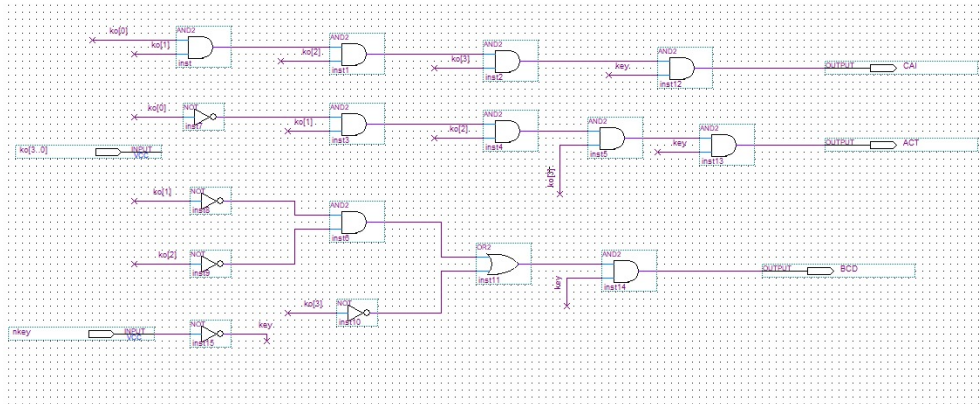 AND2
ko[0]
ko[1]
inst
AND2
ko[2]
inst1
AND2
ko[3]
inst2
AND2
key
inst12
OUTPUT
CAI
ko[0]
NOT
inst7
AND2
ko[1]
inst3
AND2
ko[2]
inst4
AND2
ko[3]
inst5
AND2
key
inst13
OUTPUT
ACT
ko[3..0]
INPUT
VCC
ko[1]
NOT
inst8
AND2
inst6
ko[2]
NOT
inst9
OR2
inst11
AND2
key
inst14
OUTPUT
BCD
ko[3]
NOT
inst10
nkey
INPUT
VCC
NOT
inst15
key